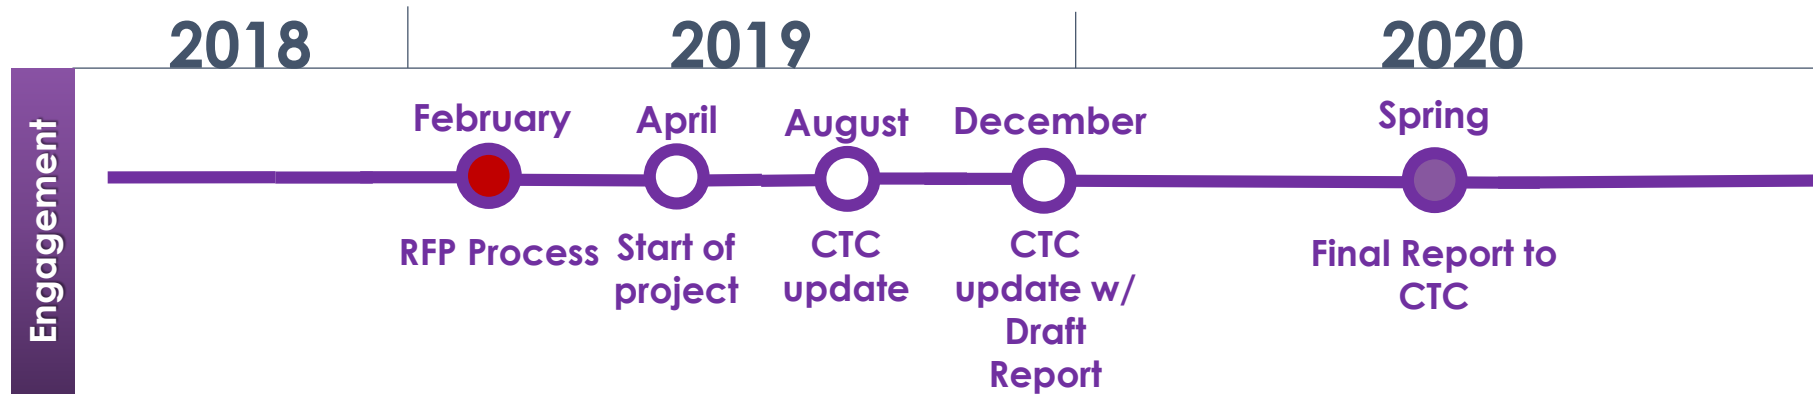 2018
2019
2020
Engagement
February
April
August
December
Spring
RFP Process
Start of
project
CTC
update
CTC
update w/
Draft
Report
Final Report to
CTC